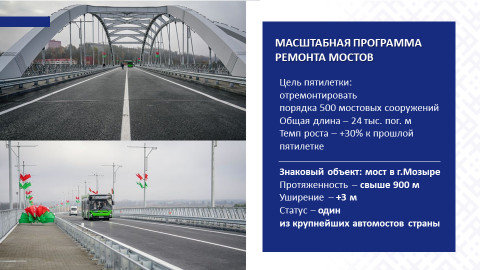 МАСШТАБНАЯ ПРОГРАММА
РЕМОНТА МОСТОВ
Цель пятилетки:
отремонтировать
порядка 500 мостовых сооружений
Общая длина – 24 тыс. пог. м
Темп роста – +30% к прошлой
пятилетке
Знаковый объект: мост в г.Мозыре
Протяженность – свыше 900 м
Уширение – +3 м
Статус – один
из крупнейших автомостов страны